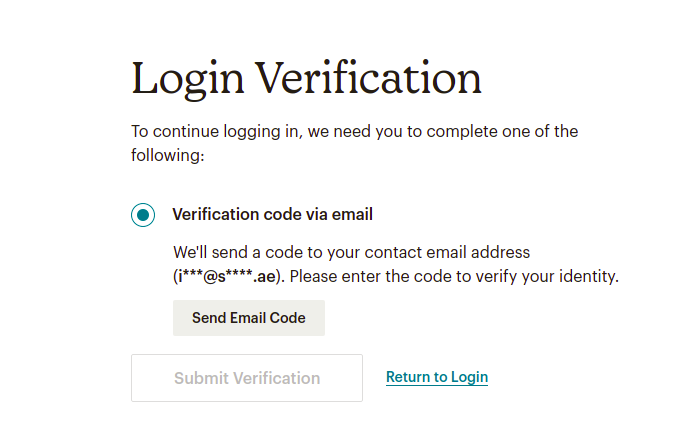 Login Verification
To continue logging in, we need you to complete one of the
following:
Verification code via email
We'll send a code to your contact email address
(i***@s****.ae). Please enter the code to verify your identity.
Send Email Code
Submit Verification
Return to Login